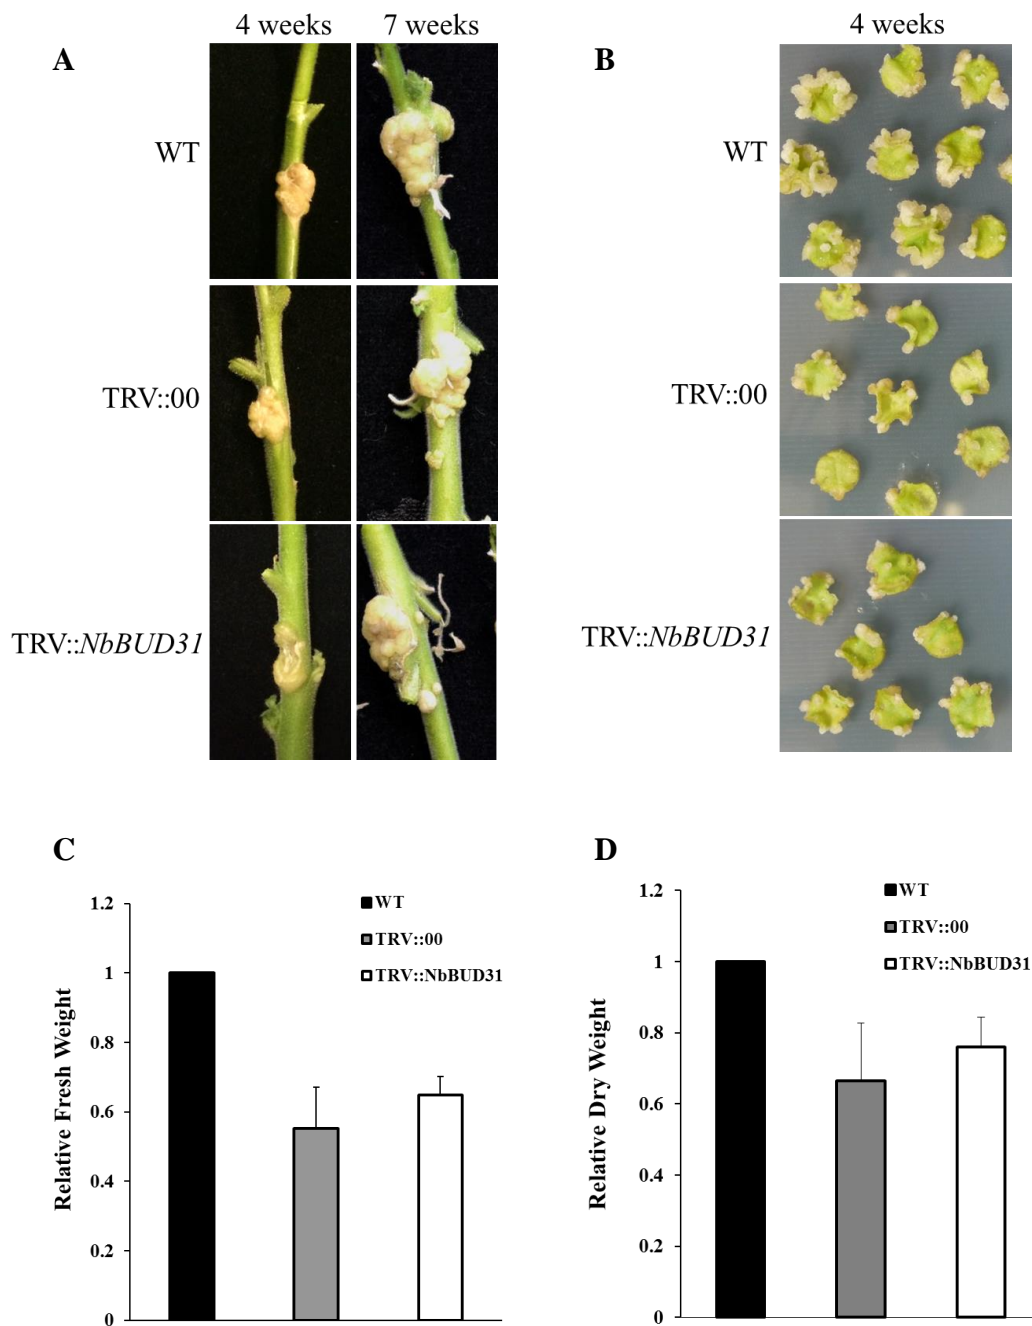 A
4 weeks
7 weeks
WT
TRV::00
TRV::NbBUD31
B
4 weeks
WT
TRV::00
TRV::NbBUD31
C
Relative Fresh Weight
1.2
1
0.8
0.6
0.4
0.2
0
WT
TRV::00
TRV::NbBUD31
D
Relative Dry Weight
1.2
1
0.8
0.6
0.4
0.2
0
WT
TRV::00
TRV::NbBUD31